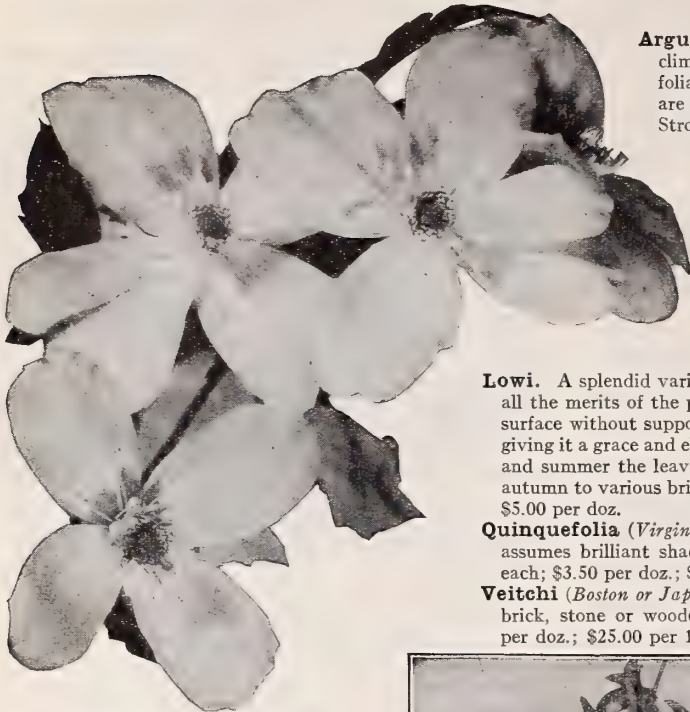 Argu
clim
folia
are
Stro
Lowi. A splendid vari
all the merits of the p
surface without suppo
giving it a grace and e
and summer the leav
autumn to various bri
$5.00 per doz.
Quinquefolia (Virgin
assumes brilliant shad
each; $3.50 per doz.; $
Veitchi (Boston or Jap
brick, stone or woode
per doz.; $25.00 per 1